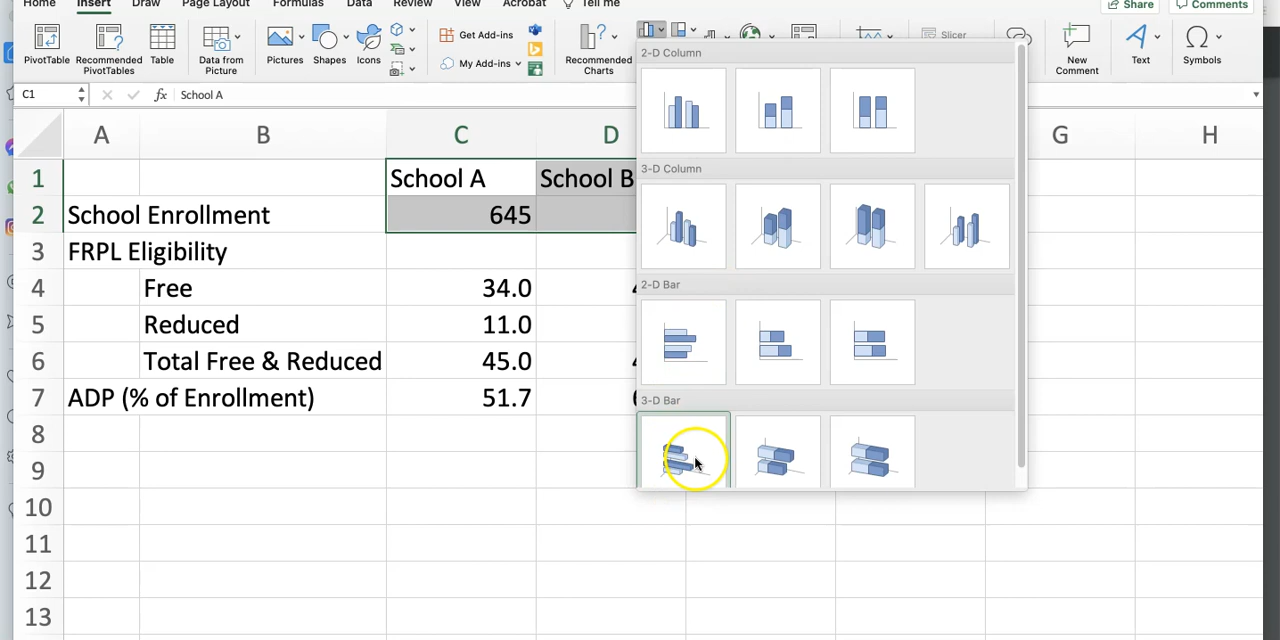 Home Insert Draw Page Layout Formulas Data Review View Acrobat Tell me Share Comments
PivotTable
Recommended
PivotTables
Table
Data from
Picture
Pictures
Shapes
Icons
Get Add-ins
My Add-ins
Recommended
Charts
Slicer
New
Comment
Text
Symbols
C1 fx School A
2-D Column
3-D Column
2-D Bar
3-D Bar
A B C D G H
1 School A School B
2 School Enrollment 645
3 FRPL Eligibility
4 Free 34.0
5 Reduced 11.0
6 Total Free & Reduced 45.0
7 ADP (% of Enrollment) 51.7
8
9
10
11
12
13